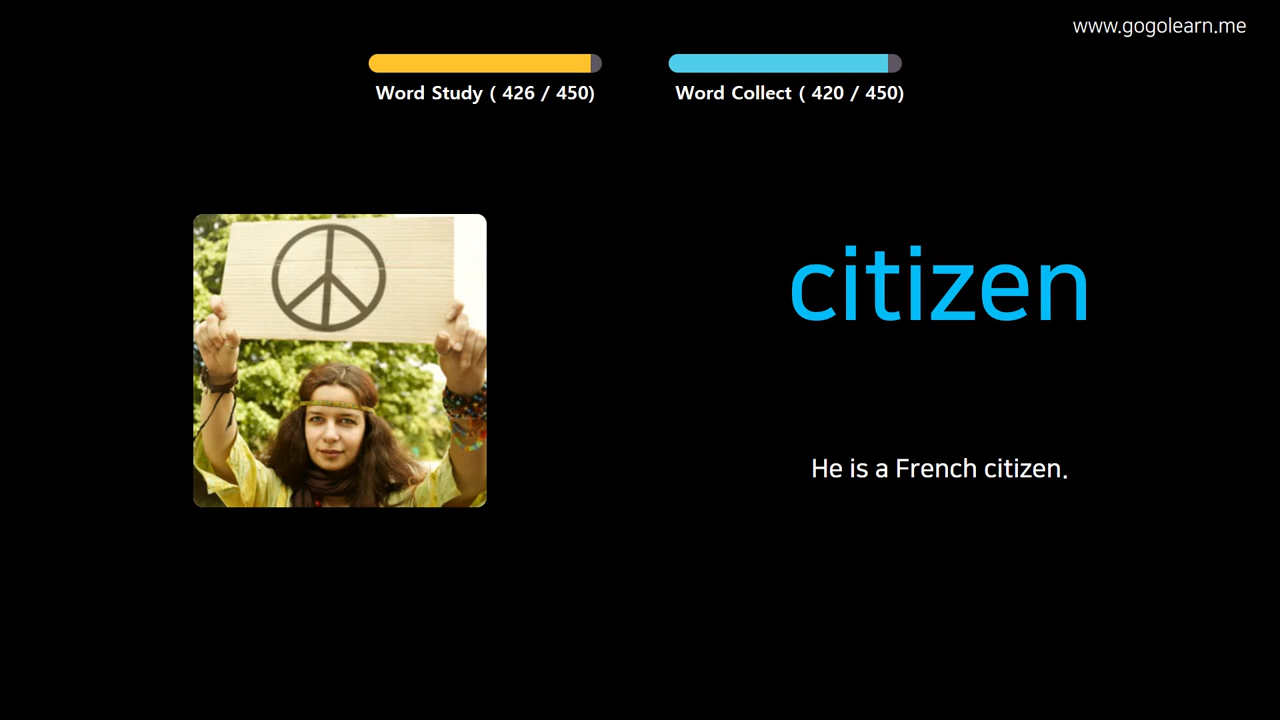 www.gogolearn.me
Word Study ( 426 / 450)
Word Collect ( 420 / 450)
citizen
He is a French citizen.